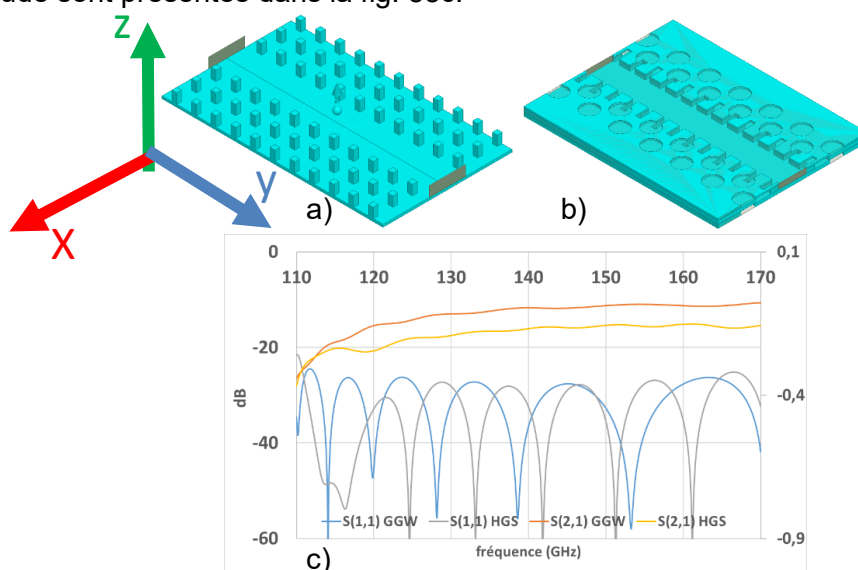 Z
X
y
a)
b)
0
0,1
110 120 130 140 150 160 170
-20
-0,4
dB
-40
S(1,1) GGW S(1,1) HGS S(2,1) GGW S(2,1) HGS
-60
-0,9
fréquence (GHz)
c)